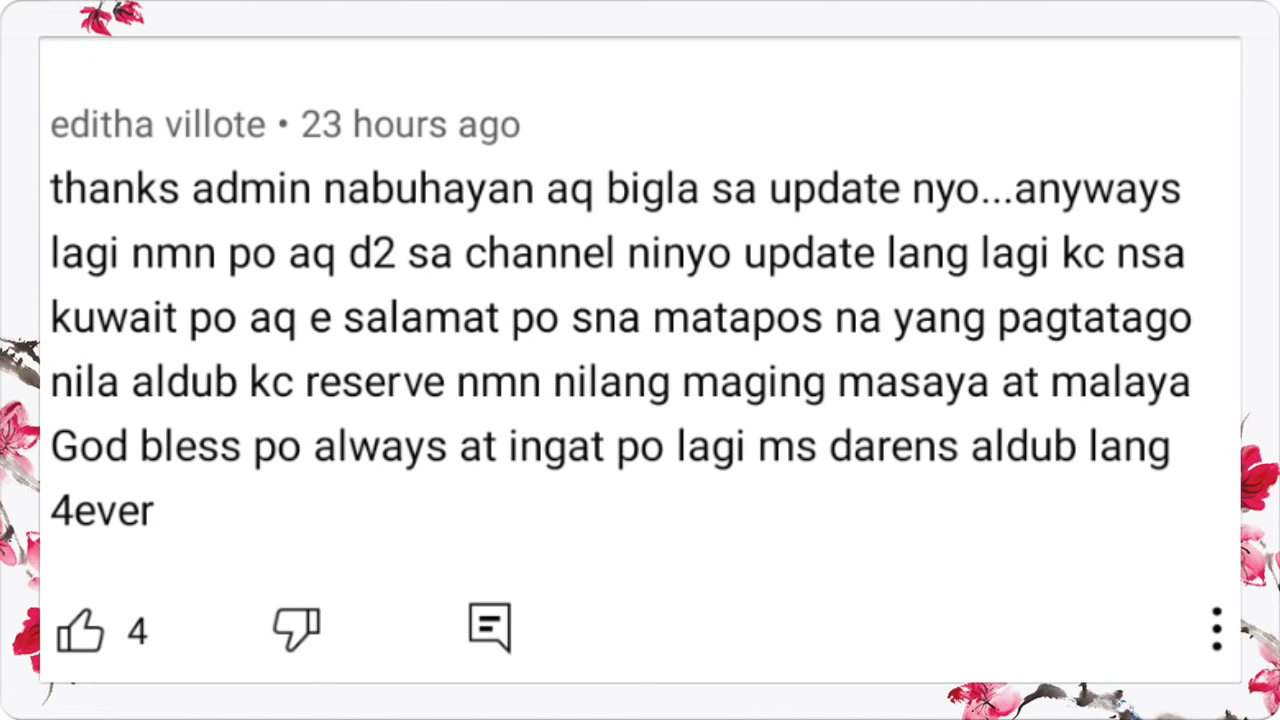 editha villote • 23 hours ago
thanks admin nabuhayan aq bigla sa update nyo...anyways
lagi nmn po aq d2 sa channel ninyo update lang lagi kc nsa
kuwait po aq e salamat po sna matapos na yang pagtatago
nila aldub kc reserve nmn nilang maging masaya at malaya
God bless po always at ingat po lagi ms darens aldub lang
4ever
4